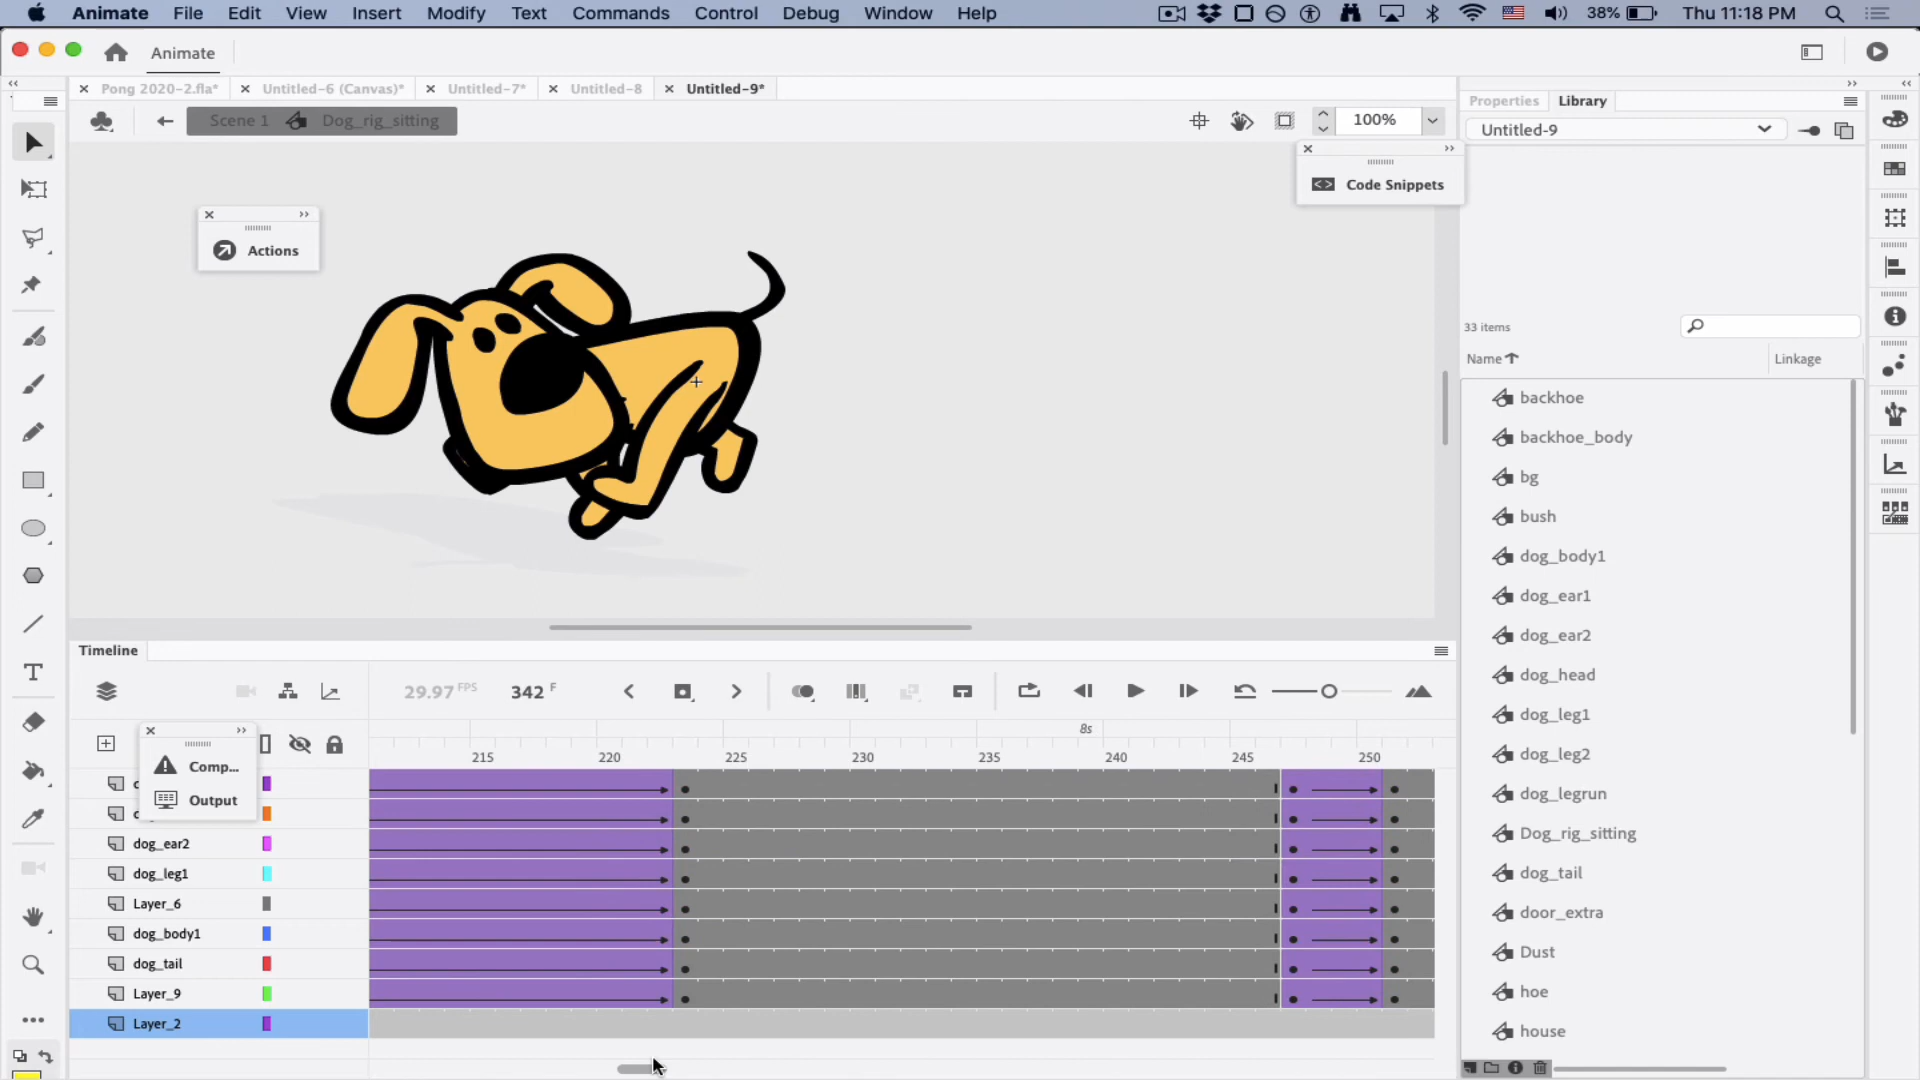 Animate File Edit View Insert Modify Text Commands Control Debug Window Help 38% Thu 11:18 PM
Animate
Pong 2020-2.fla* Untitled-6 (Canvas)* Untitled-7* Untitled-8 Untitled-9*
Scene 1 Dog_rig_sitting 100%
Code Snippets
Actions
Properties Library
Untitled-9
33 items
Name Linkage
backhoe
backhoe_body
bg
bush
dog_body1
dog_ear1
dog_ear2
dog_head
dog_leg1
dog_leg2
dog_legrun
Dog_rig_sitting
dog_tail
door_extra
Dust
hoe
house
Timeline
29.97 FPS 342 F
8s
215 220 225 230 235 240 245 250
Comp...
Output
dog_ear2
dog_leg1
Layer_6
dog_body1
dog_tail
Layer_9
Layer_2